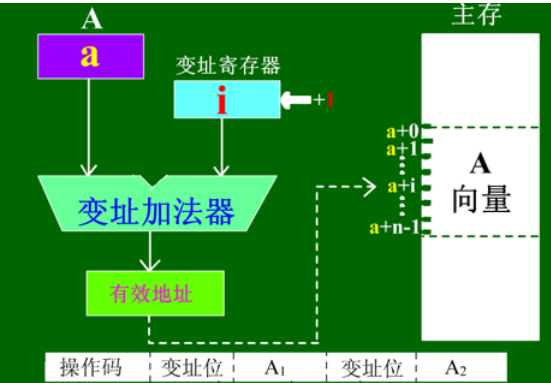 A
主存
a
变址寄存器
i
+1
a+0
a+1
a+i
a+n-1
A
向量
变址加法器
有效地址
操作码 变址位 A₁ 变址位 A₂